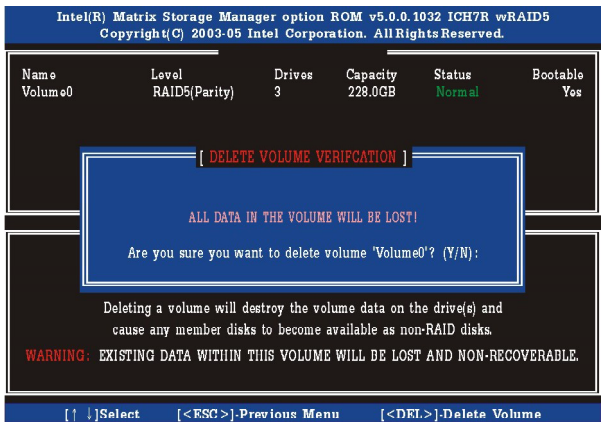 Intel(R) Matrix Storage Manager option ROM v5.0.0.1032 ICH7R wRAID5
Copyright(C) 2003-05 Intel Corporation. All Rights Reserved.
Name Level Drives Capacity Status Bootable
Volume0 RAID5(Parity) 3 228.0GB Normal Yes
[ DELETE VOLUME VERIFCATION ]
ALL DATA IN THE VOLUME WILL BE LOST!
Are you sure you want to delete volume 'Volume0'? (Y/N):
Deleting a volume will destroy the volume data on the drive(s) and
cause any member disks to become available as non-RAID disks.
WARNING: EXISTING DATA WITHIN THIS VOLUME WILL BE LOST AND NON-RECOVERABLE.
[↑ ↓]Select [<ESC>]-Previous Menu [<DEL>]-Delete Volume